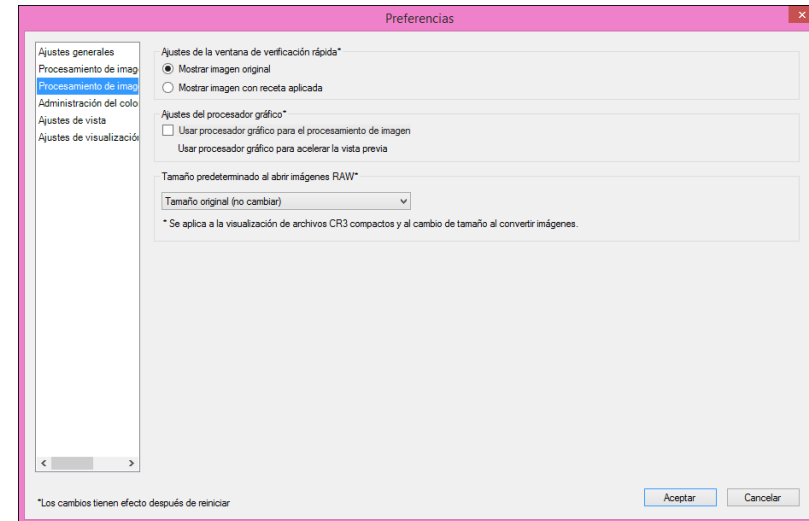 Preferencias
Ajustes generales
Procesamiento de imag
Procesamiento de imag
Administración del colo
Ajustes de vista
Ajustes de visualización
Ajustes de la ventana de verificación rápida*
Mostrar imagen original
Mostrar imagen con receta aplicada
Ajustes del procesador gráfico*
Usar procesador gráfico para el procesamiento de imagen
Usar procesador gráfico para acelerar la vista previa
Tamaño predeterminado al abrir imágenes RAW*
Tamaño original (no cambiar)
* Se aplica a la visualización de archivos CR3 compactos y al cambio de tamaño al convertir imágenes.
*Los cambios tienen efecto después de reiniciar
Aceptar
Cancelar